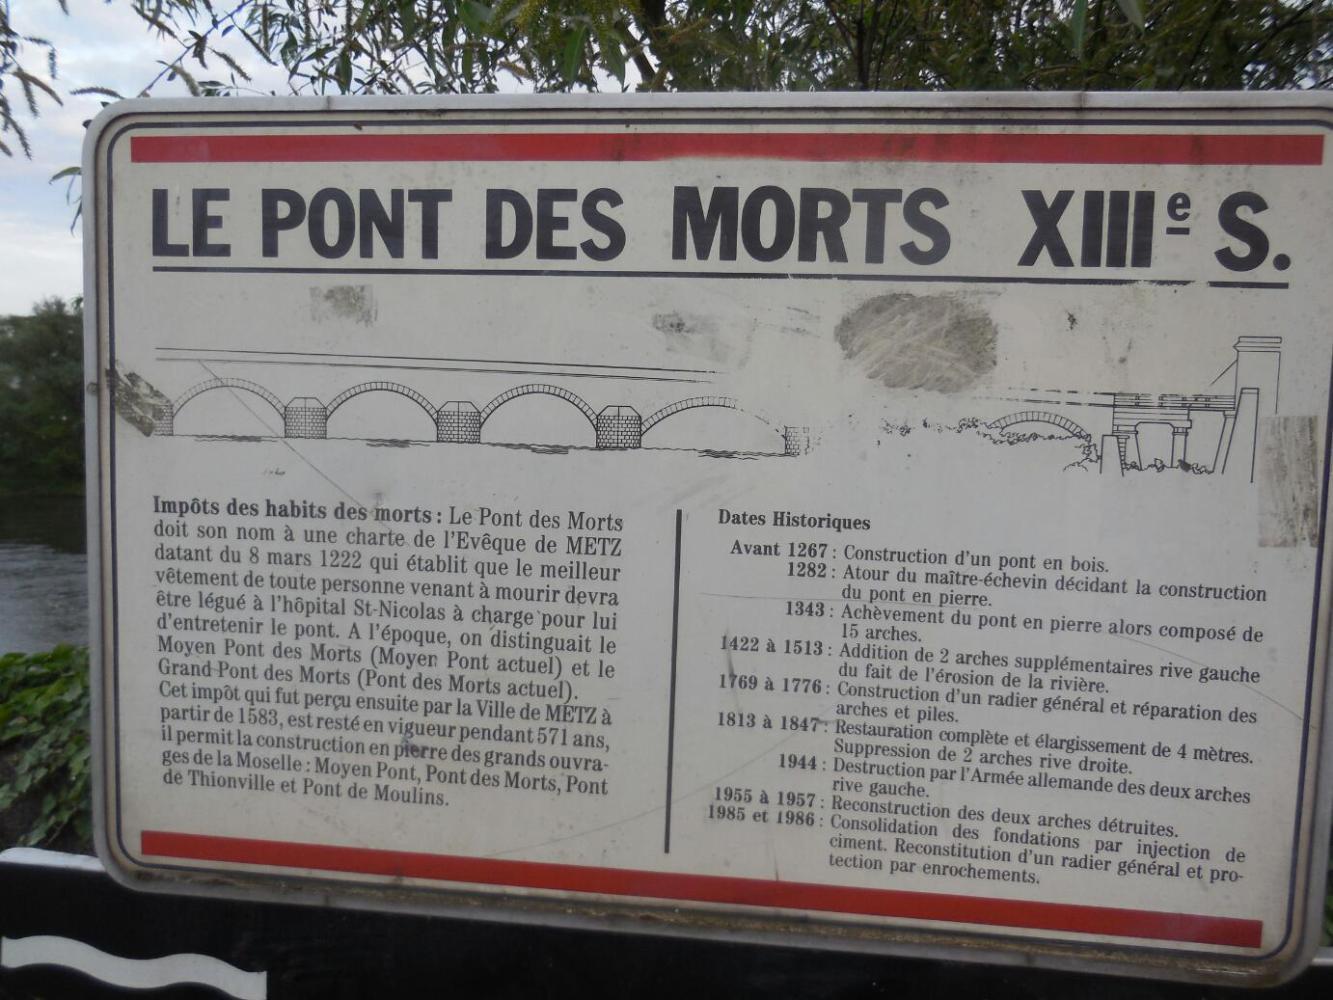 LE PONT DES MORTS XIIIe S.
Impôts des habits des morts : Le Pont des Morts
doit son nom à une charte de l'Evêque de METZ
datant du 8 mars 1222 qui établit que le meilleur
vêtement de toute personne venant à mourir devra
être légué à l'hôpital St-Nicolas à charge pour lui
d'entretenir le pont. A l'époque, on distinguait le
Moyen Pont des Morts (Moyen Pont actuel) et le
Grand Pont des Morts (Pont des Morts actuel).
Cet impôt qui fut perçu ensuite par la Ville de METZ à
partir de 1583, est resté en vigueur pendant 571 ans,
il permit la construction en pierre des grands ouvra-
ges de la Moselle : Moyen Pont, Pont des Morts, Pont
de Thionville et Pont de Moulins.
Dates Historiques
Avant 1267 : Construction d'un pont en bois.
1282 : Atour du maître-échevin décidant la construction
du pont en pierre.
1343 : Achèvement du pont en pierre alors composé de
15 arches.
1422 à 1513 : Addition de 2 arches supplémentaires rive gauche
du fait de l'érosion de la rivière.
1769 à 1776 : Construction d'un radier général et réparation des
arches et piles.
1813 à 1847 : Restauration complète et élargissement de 4 mètres.
Suppression de 2 arches rive droite.
1944 : Destruction par l'Armée allemande des deux arches
rive gauche.
1955 à 1957 : Reconstruction des deux arches détruites.
1985 et 1986 : Consolidation des fondations par injection de
ciment. Reconstitution d'un radier général et pro-
tection par enrochements.